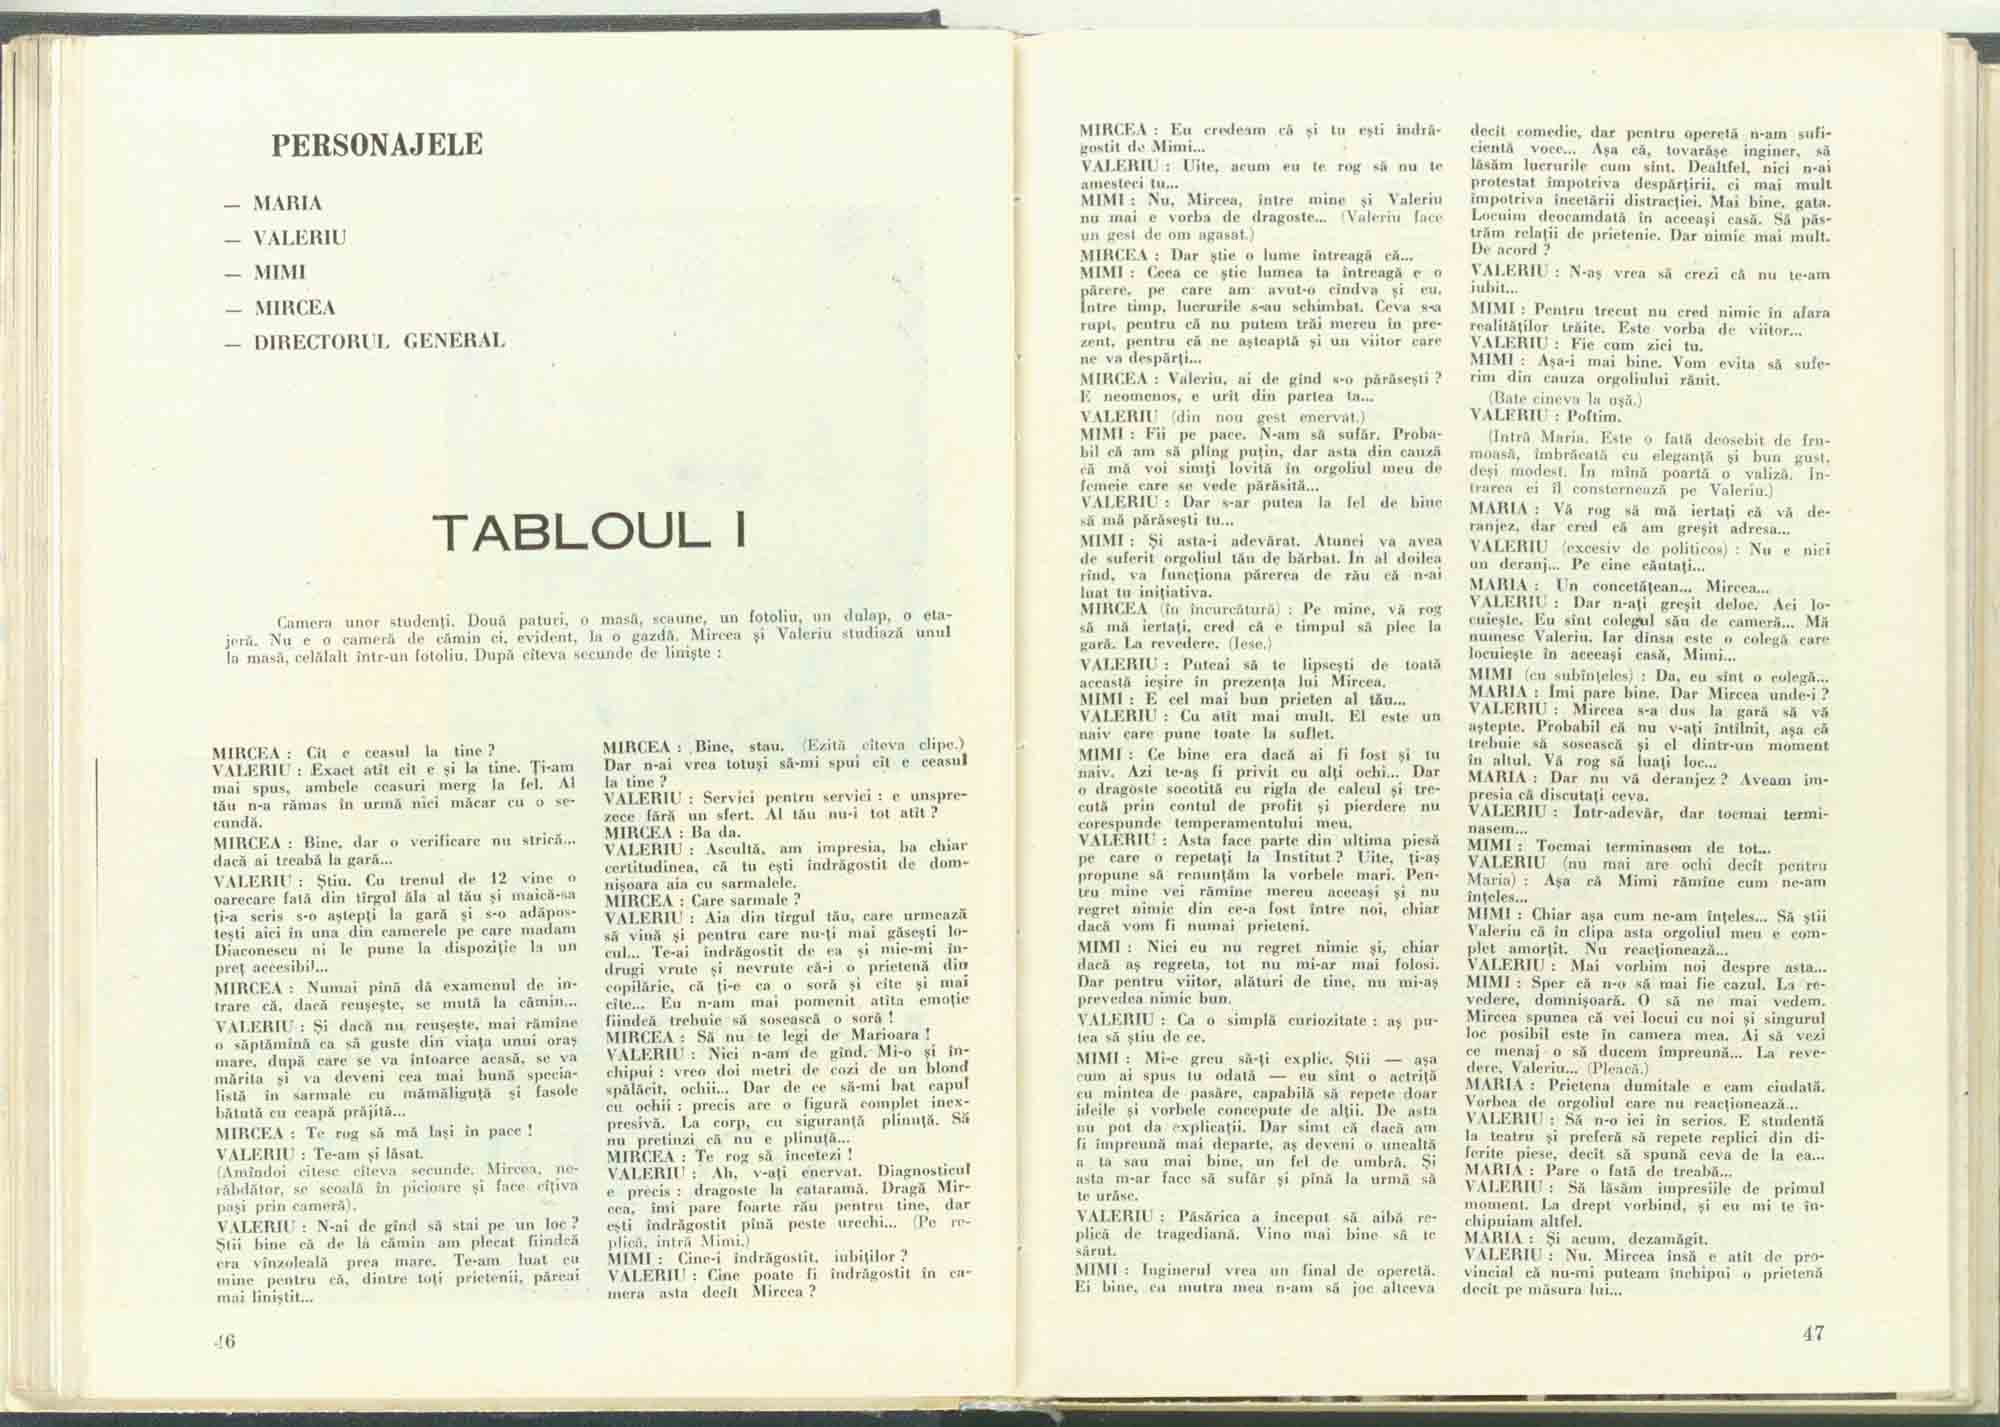 PERSONAJELE
— MARIA
— VALERIU
— MIMI
— MIRCEA
— DIRECTORUL GENERAL
TABLOUL I
Camera unor studenţi. Două paturi, o masă, scaune, un fotoliu, un dulap, o eta-
jeră. Nu e o cameră de cămin ci, evident, la o gazdă. Mircea şi Valeriu studiază unul
la masă, celălalt într-un fotoliu. După cîteva secunde de linişte :
MIRCEA : Cît e ceasul la tine ?
VALERIU : Exact atît cît e şi la tine. Ţi-am
mai spus, ambele ceasuri merg la fel. Al
tău n-a rămas în urmă nici măcar cu o se-
cundă.
MIRCEA : Bine, dar o verificare nu strică...
dacă ai treabă la gară...
VALERIU : Ştiu. Cu trenul de 12 vine o
oarecare fată din tîrgul ăla al tău şi maică-sa
ţi-a scris s-o aştepţi la gară şi s-o adăpos-
teşti aici în una din camerele pe care madam
Diaconescu ni le pune la dispoziţie la un
preţ accesibil...
MIRCEA : Numai pînă dă examenul de in-
trare că, dacă reuşeşte, se mută la cămin...
VALERIU : Şi dacă nu reuşeşte, mai rămîne
o săptămînă ca să guste din viaţa unui oraş
mare, după care se va întoarce acasă, se va
mărita şi va deveni cea mai bună specia-
listă în sarmale cu mămăliguţă şi fasole
bătută cu ceapă prăjită...
MIRCEA : Te rog să mă laşi în pace !
VALERIU : Te-am şi lăsat.
(Amîndoi citesc cîteva secunde. Mircea, ne-
răbdător, se scoală în picioare şi face cîţiva
paşi prin cameră).
VALERIU : N-ai de gînd să stai pe un loc ?
Ştii bine că de la cămin am plecat fiindcă
era vînzoleală prea mare. Te-am luat cu
mine pentru că, dintre toţi prietenii, păreai
mai liniştit...
MIRCEA : Bine, stau. (Ezită cîteva clipe.)
Dar n-ai vrea totuşi să-mi spui cît e ceasul
la tine ?
VALERIU : Servici pentru servici : e unspre-
zece fără un sfert. Al tău nu-i tot atît ?
MIRCEA : Ba da.
VALERIU : Ascultă, am impresia, ba chiar
certitudinea, că tu eşti îndrăgostit de dom-
nişoara aia cu sarmalele.
MIRCEA : Care sarmale ?
VALERIU : Aia din tîrgul tău, care urmează
să vină şi pentru care nu-ţi mai găseşti lo-
cul... Te-ai îndrăgostit de ea şi mie-mi în-
drugi vrute şi nevrute că-i o prietenă din
copilărie, că ţi-e ca o soră şi cîte şi mai
cîte... Eu n-am mai pomenit atîta emoţie
fiindcă trebuie să sosească o soră !
MIRCEA : Să nu te legi de Marioara !
VALERIU : Nici n-am de gînd. Mi-o şi în-
chipui : vreo doi metri de cozi de un blond
spălăcit, ochii... Dar de ce să-mi bat capul
cu ochii : precis are o figură complet inex-
presivă. La corp, cu siguranţă plinuţă. Să
nu pretinzi că nu e plinuţă...
MIRCEA : Te rog să încetezi !
VALERIU : Ah, v-aţi enervat. Diagnosticul
e precis : dragoste la cataramă. Dragă Mir-
cea, îmi pare foarte rău pentru tine, dar
eşti îndrăgostit pînă peste urechi... (Pe re-
plică, intră Mimi.)
MIMI : Cine-i îndrăgostit, iubiţilor ?
VALERIU : Cine poate fi îndrăgostit în ca-
mera asta decît Mircea ?
46
MIRCEA : Eu credeam că şi tu eşti îndră-
gostit de Mimi...
VALERIU : Uite, acum eu te rog să nu te
amesteci tu...
MIMI : Nu, Mircea, între mine şi Valeriu
nu mai e vorba de dragoste... (Valeriu face
un gest de om agasat.)
MIRCEA : Dar ştie o lume întreagă că...
MIMI : Ceea ce ştie lumea ta întreagă e o
părere, pe care am avut-o cîndva şi eu.
Între timp, lucrurile s-au schimbat. Ceva s-a
rupt, pentru că nu putem trăi mereu în pre-
zent, pentru că ne aşteaptă şi un viitor care
ne va despărţi...
MIRCEA : Valeriu, ai de gînd s-o părăseşti ?
E neomenos, e urît din partea ta...
VALERIU (din nou gest enervat.)
MIMI : Fii pe pace. N-am să sufăr. Proba-
bil că am să plîng puţin, dar asta din cauză
că mă voi simţi lovită în orgoliul meu de
femeie care se vede părăsită...
VALERIU : Dar s-ar putea la fel de bine
să mă părăseşti tu...
MIMI : Şi asta-i adevărat. Atunci va avea
de suferit orgoliul tău de bărbat. În al doilea
rînd, va funcţiona părerea de rău că n-ai
luat tu iniţiativa.
MIRCEA (în încurcătură) : Pe mine, vă rog
să mă iertaţi, cred că e timpul să plec la
gară. La revedere. (Iese.)
VALERIU : Puteai să te lipseşti de toată
această ieşire în prezenţa lui Mircea.
MIMI : E cel mai bun prieten al tău...
VALERIU : Cu atît mai mult. El este un
naiv care pune toate la suflet.
MIMI : Ce bine era dacă ai fi fost şi tu
naiv. Azi te-aş fi privit cu alţi ochi... Dar
o dragoste socotită cu rigla de calcul şi tre-
cută prin contul de profit şi pierdere nu
corespunde temperamentului meu.
VALERIU : Asta face parte din ultima piesă
pe care o repetaţi la Institut ? Uite, ţi-aş
propune să renunţăm la vorbele mari. Pen-
tru mine vei rămîne mereu aceeaşi şi nu
regret nimic din ce-a fost între noi, chiar
dacă vom fi numai prieteni.
MIMI : Nici eu nu regret nimic şi, chiar
dacă aş regreta, tot nu mi-ar mai folosi.
Dar pentru viitor, alături de tine, nu mi-aş
prevedea nimic bun.
VALERIU : Ca o simplă curiozitate : aş pu-
tea să ştiu de ce.
MIMI : Mi-e greu să-ţi explic. Ştii — aşa
cum ai spus tu odată — eu sînt o actriţă
cu mintea de pasăre, capabilă să repete doar
ideile şi vorbele concepute de alţii. De asta
nu pot da explicaţii. Dar simt că dacă am
fi împreună mai departe, aş deveni o unealtă
a ta sau mai bine, un fel de umbră. Şi
asta m-ar face să sufăr şi pînă la urmă să
te urăsc.
VALERIU : Păsărica a început să aibă re-
plică de tragediană. Vino mai bine să te
sărut.
MIMI : Inginerul vrea un final de operetă.
Ei bine, cu mutra mea n-am să joc altceva
decît comedie, dar pentru operetă n-am sufi-
cientă voce... Aşa că, tovarăşe inginer, să
lăsăm lucrurile cum sînt. Dealtfel, nici n-ai
protestat împotriva despărţirii, ci mai mult
împotriva încetării distracţiei. Mai bine, gata.
Locuim deocamdată în aceeaşi casă. Să păs-
trăm relaţii de prietenie. Dar nimic mai mult.
De acord ?
VALERIU : N-aş vrea să crezi că nu te-am
iubit...
MIMI : Pentru trecut nu cred nimic în afara
realităţilor trăite. Este vorba de viitor...
VALERIU : Fie cum zici tu.
MIMI : Aşa-i mai bine. Vom evita să sufe-
rim din cauza orgoliului rănit.
(Bate cineva la uşă.)
VALERIU : Poftim.
(Intră Maria. Este o fată deosebit de fru-
moasă, îmbrăcată cu eleganţă şi bun gust,
deşi modest. În mînă poartă o valiză. In-
trarea ei îl consternează pe Valeriu.)
MARIA : Vă rog să mă iertaţi că vă de-
ranjez, dar cred că am greşit adresa...
VALERIU (excesiv de politicos) : Nu e nici
un deranj... Pe cine căutaţi...
MARIA : Un concetăţean... Mircea...
VALERIU : Dar n-aţi greşit deloc. Aci lo-
cuieşte. Eu sînt colegul său de cameră... Mă
numesc Valeriu. Iar dînsa este o colegă care
locuieşte în aceeaşi casă, Mimi...
MIMI (cu subînţeles) : Da, eu sînt o colegă...
MARIA : Îmi pare bine. Dar Mircea unde-i ?
VALERIU : Mircea s-a dus la gară să vă
aştepte. Probabil că nu v-aţi întîlnit, aşa că
trebuie să sosească şi el dintr-un moment
în altul. Vă rog să luaţi loc...
MARIA : Dar nu vă deranjez ? Aveam im-
presia că discutaţi ceva.
VALERIU : Într-adevăr, dar tocmai termi-
nasem...
MIMI : Tocmai terminasem de tot...
VALERIU (nu mai are ochi decît pentru
Maria) : Aşa că Mimi rămîne cum ne-am
înţeles...
MIMI : Chiar aşa cum ne-am înţeles... Să ştii
Valeriu că în clipa asta orgoliul meu e com-
plet amorţit. Nu reacţionează...
VALERIU : Mai vorbim noi despre asta...
MIMI : Sper că n-o să mai fie cazul. La re-
vedere, domnişoară. O să ne mai vedem.
Mircea spunea că vei locui cu noi şi singurul
loc posibil este în camera mea. Ai să vezi
ce menaj o să ducem împreună... La reve-
dere, Valeriu... (Pleacă.)
MARIA : Prietena dumitale e cam ciudată.
Vorbea de orgoliul care nu reacţionează...
VALERIU : Să n-o iei în serios. E studentă
la teatru şi preferă să repete replici din di-
ferite piese, decît să spună ceva de la ea...
MARIA : Pare o fată de treabă...
VALERIU : Să lăsăm impresiile de primul
moment. La drept vorbind, şi eu mi te în-
chipuiam altfel.
MARIA : Şi acum, dezamăgit.
VALERIU : Nu. Mircea însă e atît de pro-
vincial că nu-mi puteam închipui o prietenă
decît pe măsura lui...
47